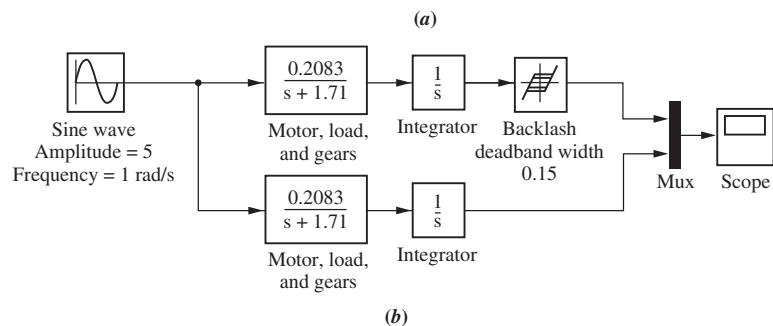 (a)
0.2083
s + 1.71
Motor, load,
and gears
1
s
Integrator
Backlash
deadband width
0.15
Sine wave
Amplitude = 5
Frequency = 1 rad/s
Mux
Scope
0.2083
s + 1.71
Motor, load,
and gears
1
s
Integrator
(b)